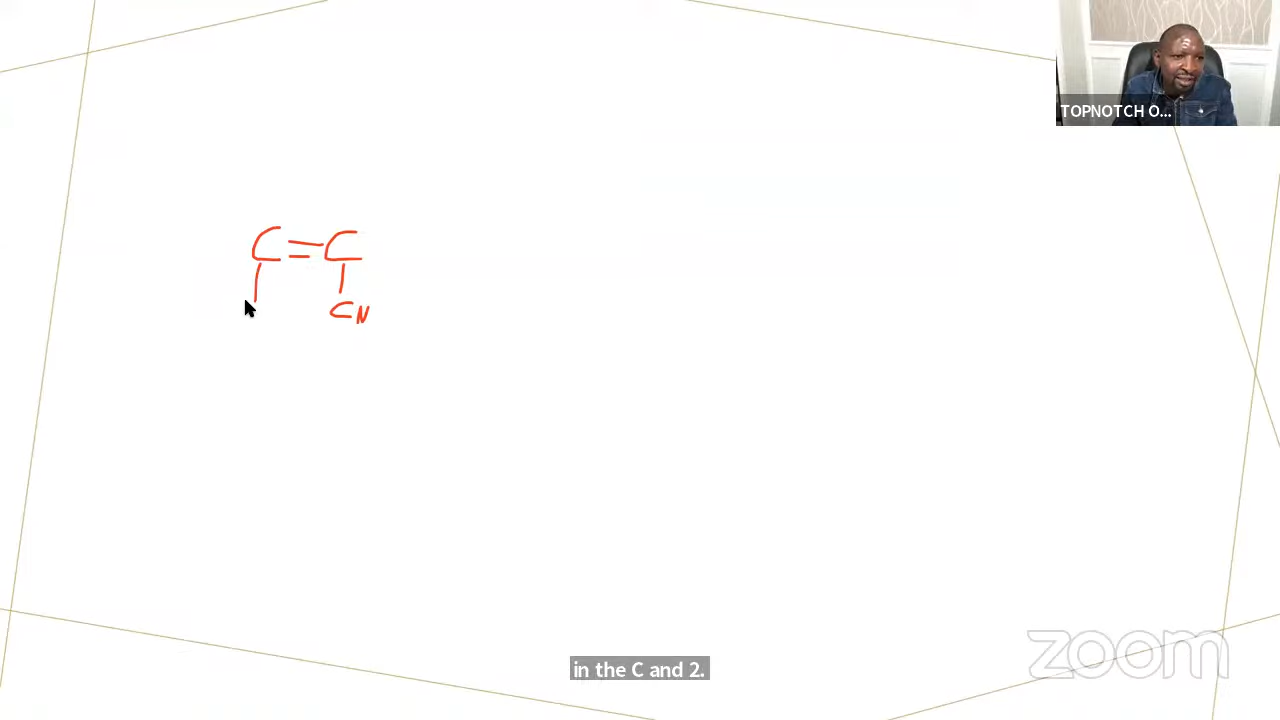 TOPNOTCH O...
C=C
CN
in the C and 2.
zoom